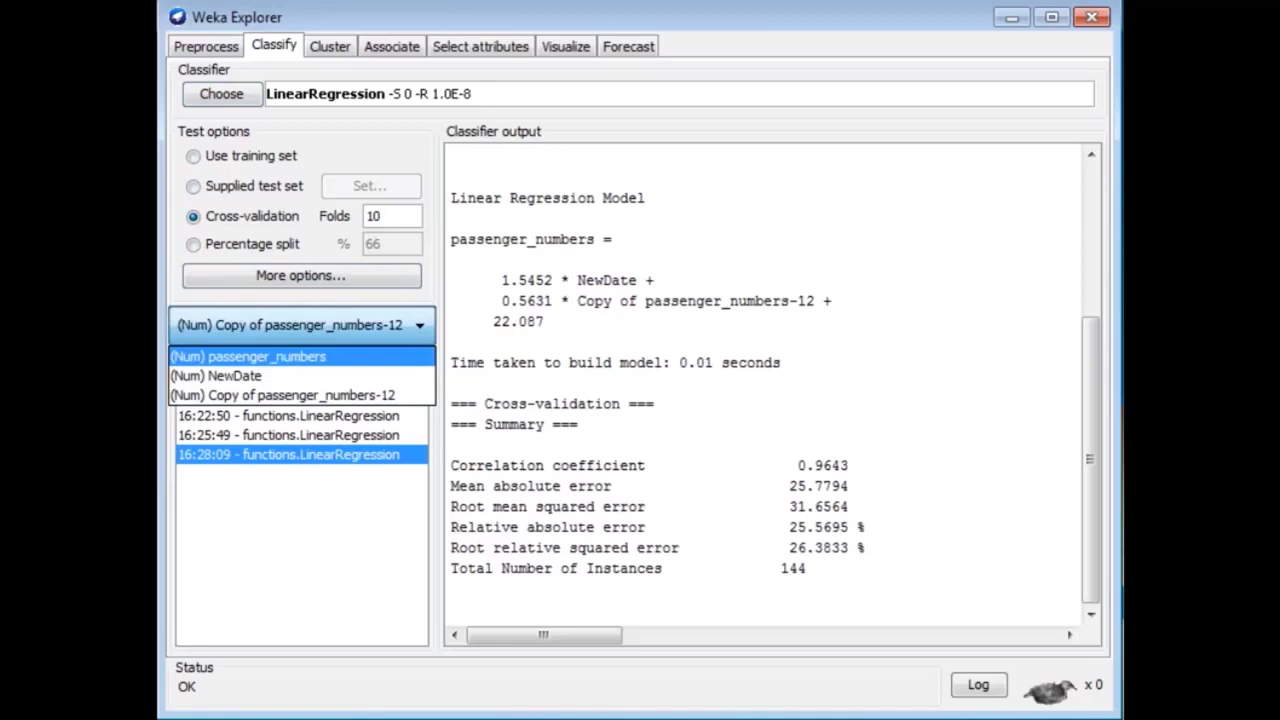 Weka Explorer
Preprocess Classify Cluster Associate Select attributes Visualize Forecast
Classifier
Choose LinearRegression -S 0 -R 1.0E-8
Test options
Use training set
Supplied test set Set...
Cross-validation Folds 10
Percentage split % 66
More options...
(Num) Copy of passenger_numbers-12
(Num) passenger_numbers
(Num) NewDate
(Num) Copy of passenger_numbers-12
16:22:50 - functions.LinearRegression
16:25:49 - functions.LinearRegression
16:28:09 - functions.LinearRegression
Classifier output
Linear Regression Model
passenger_numbers =
1.5452 * NewDate +
0.5631 * Copy of passenger_numbers-12 +
22.087
Time taken to build model: 0.01 seconds
=== Cross-validation ===
=== Summary ===
Correlation coefficient 0.9643
Mean absolute error 25.7794
Root mean squared error 31.6564
Relative absolute error 25.5695 %
Root relative squared error 26.3833 %
Total Number of Instances 144
Status
OK
Log
x 0